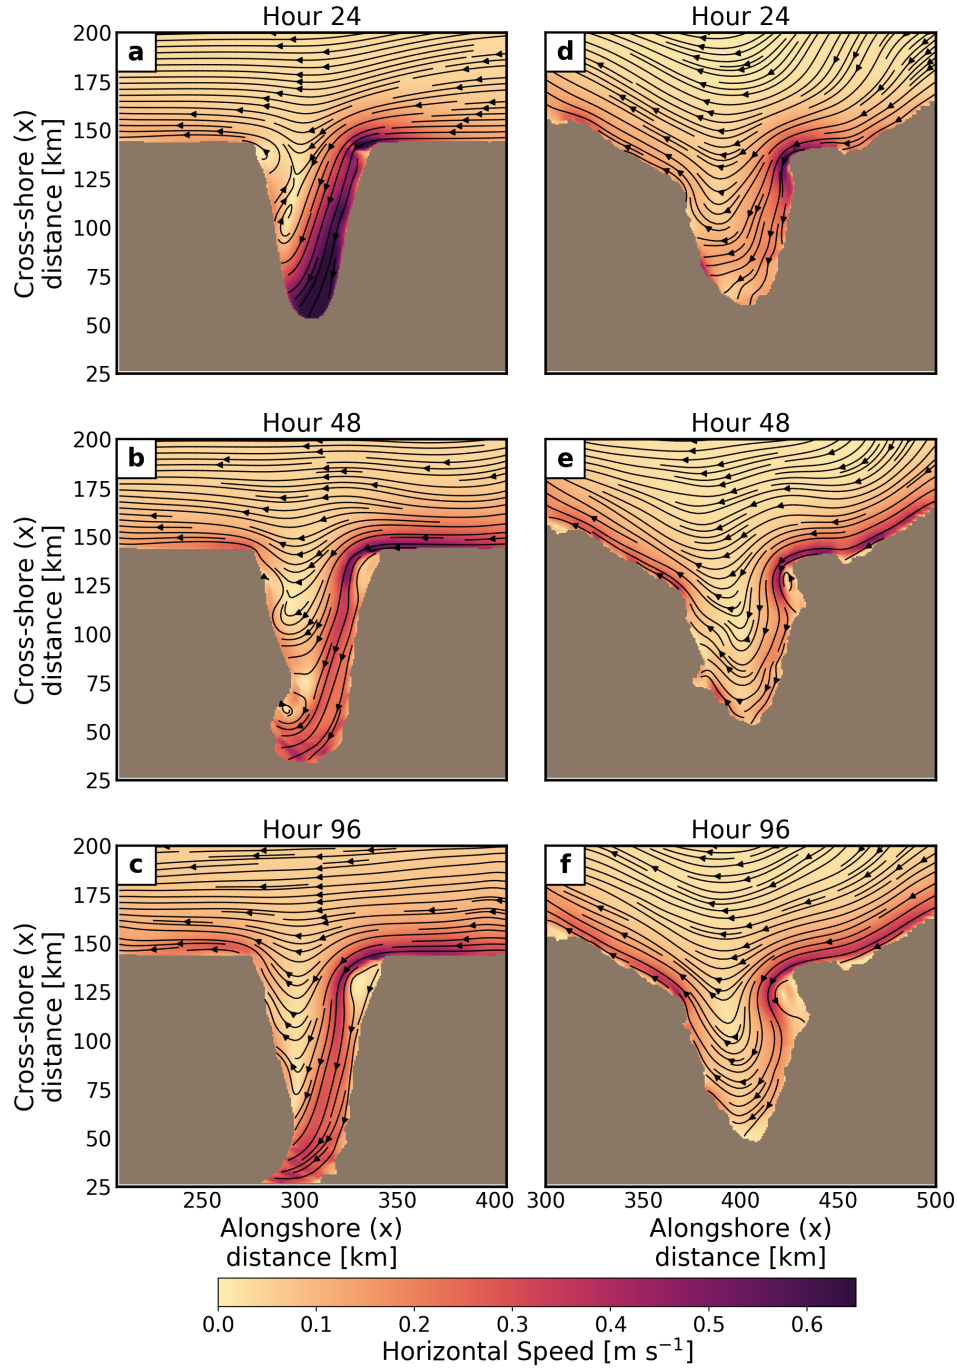 Hour 24
Hour 24
a
d
200
175
150
125
100
75
50
25
Cross-shore (x)
distance [km]
Hour 48
Hour 48
b
e
200
175
150
125
100
75
50
25
Cross-shore (x)
distance [km]
Hour 96
Hour 96
c
f
200
175
150
125
100
75
50
25
Cross-shore (x)
distance [km]
250 300 350 400
300 350 400 450 500
Alongshore (x)
distance [km]
Alongshore (x)
distance [km]
0.0 0.1 0.2 0.3 0.4 0.5 0.6
Horizontal Speed [m s⁻¹]